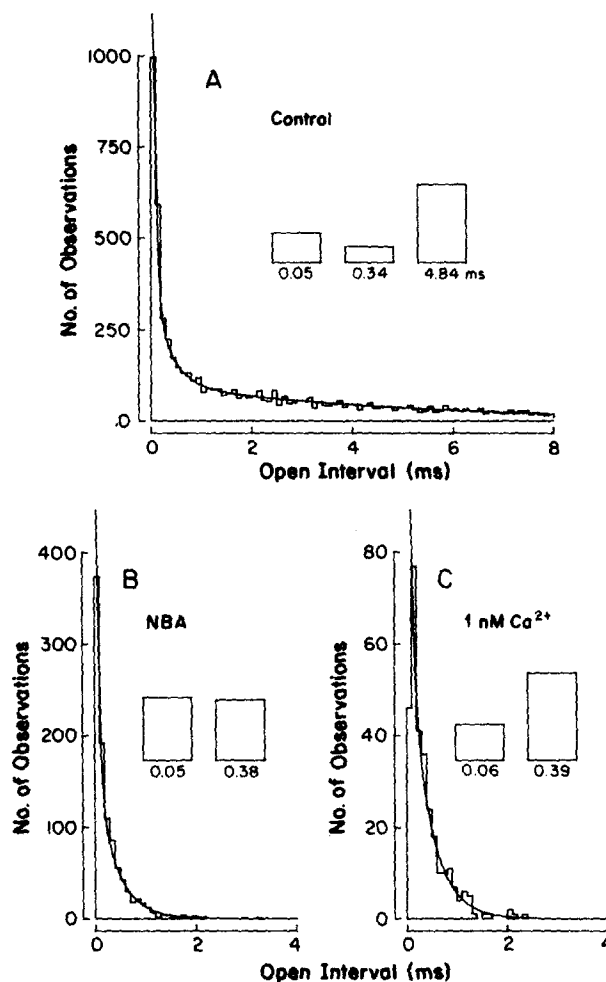 A
Control
No. of Observations
1000
750
500
250
.0
0.05 0.34 4.84 ms
0 2 4 6 8
Open Interval (ms)
B
NBA
No. of Observations
400
300
200
100
0
0.05 0.38
0 2 4
Open Interval (ms)
C
1 nM Ca²⁺
No. of Observations
80
60
40
20
0
0.06 0.39
0 2 4
Open Interval (ms)